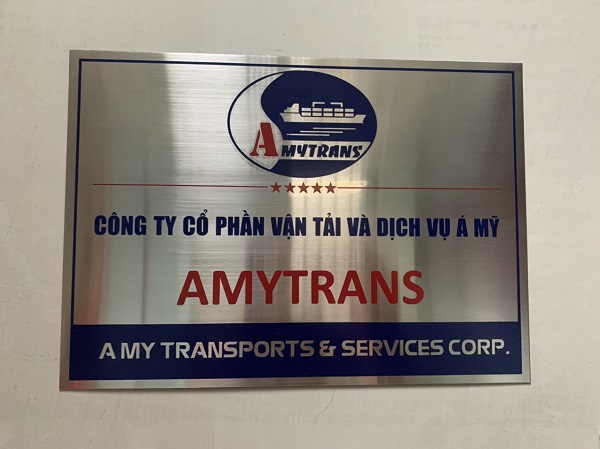 AMYTRANS
CÔNG TY CỔ PHẦN VẬN TẢI VÀ DỊCH VỤ Á MỸ
AMYTRANS
A MY TRANSPORTS & SERVICES CORP.